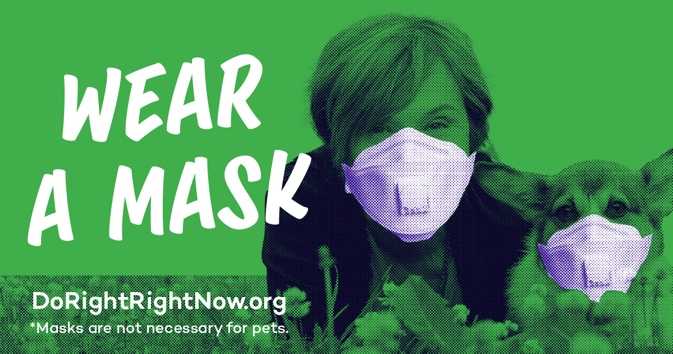 WEAR
A MASK
DoRightRightNow.org
*Masks are not necessary for pets.